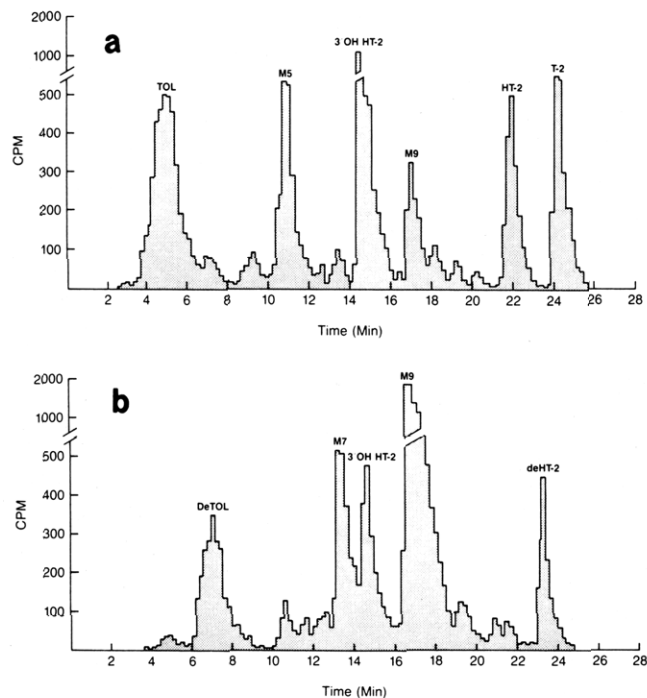 a
2000
1000
500
400
300
200
100
CPM
TOL
M5
3 OH HT-2
M9
HT-2
T-2
2 4 6 8 10 12 14 16 18 20 22 24 26 28
Time (Min)
b
2000
1000
500
400
300
200
100
CPM
DeTOL
M7
3 OH HT-2
M9
deHT-2
2 4 6 8 10 12 14 16 18 20 22 24 26 28
Time (Min)